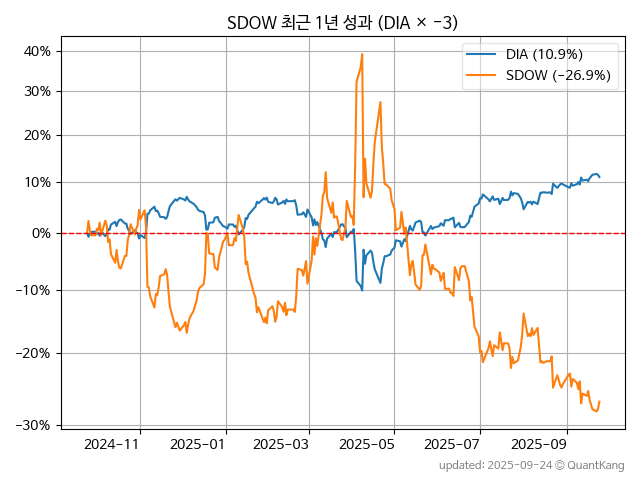 SDOW 최근 1년 성과 (DIA × −3)
DIA (10.9%)
SDOW (−26.9%)
40%
30%
20%
10%
0%
−10%
−20%
−30%
2024-11 2025-01 2025-03 2025-05 2025-07 2025-09
updated: 2025-09-24 ⓒ QuantKang